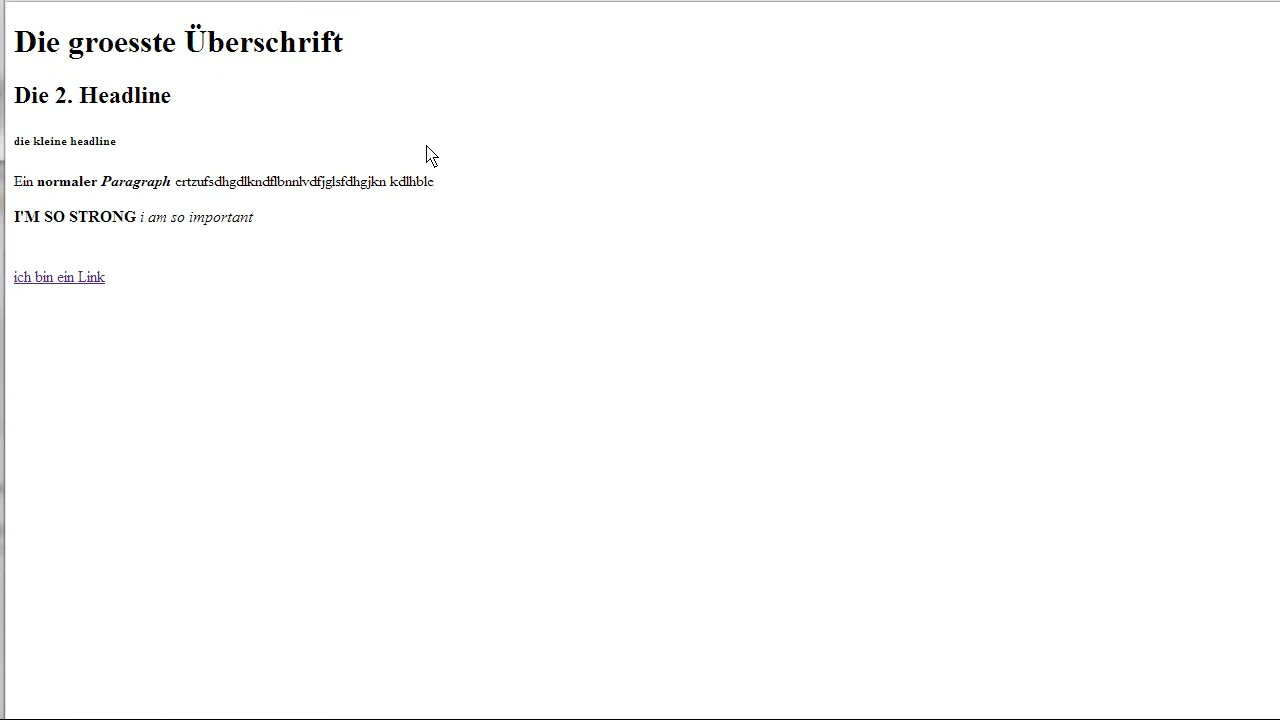 Die groesste Überschrift
Die 2. Headline
die kleine headline
Ein normaler Paragraph ertzufsdhgdlkndflbnnlvdfjglsfdhgjkn kdlhble
I'M SO STRONG i am so important
ich bin ein Link